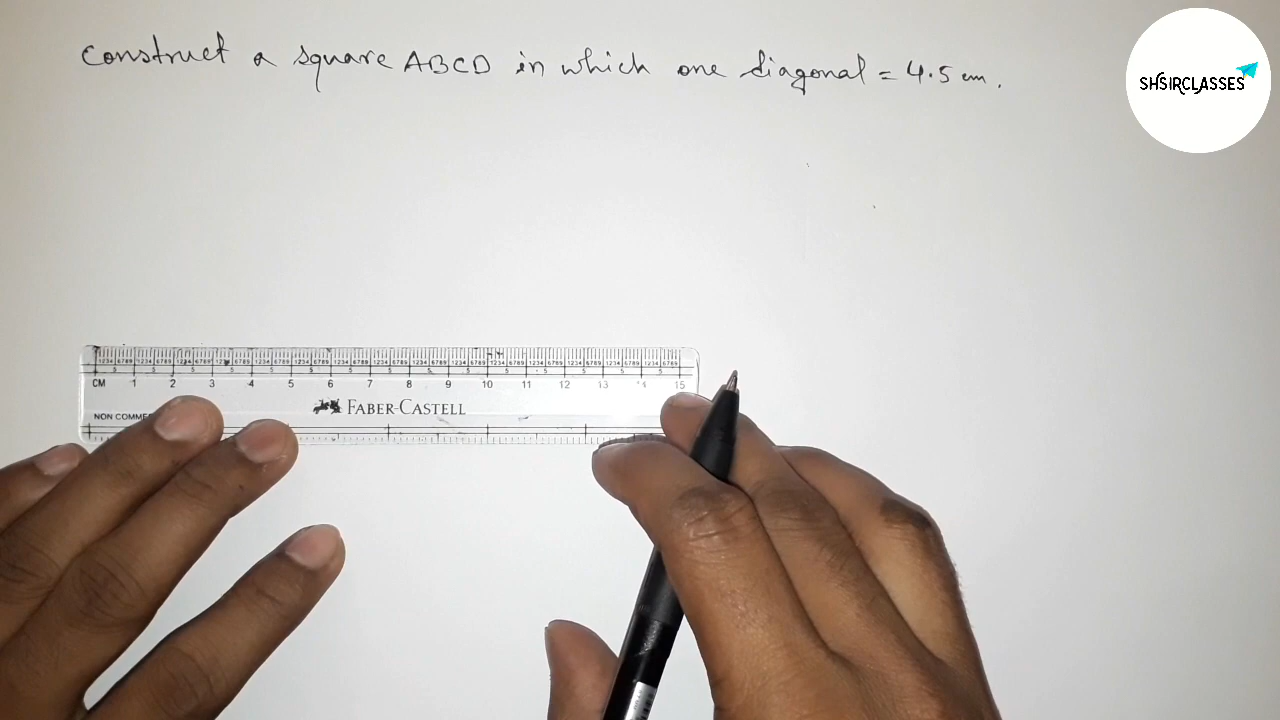 Construct a square ABCD in which one diagonal = 4.5 cm.
SHSIRCLASSES
CM 1 2 3 4 5 6 7 8 9 10 11 12 13 14 15
FABER-CASTELL
NON COMME